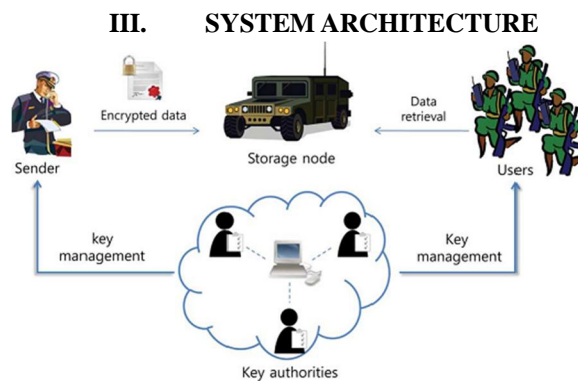 III. SYSTEM ARCHITECTURE
Encrypted data
Data
retrieval
Sender
Storage node
Users
key
management
Key
management
Key authorities